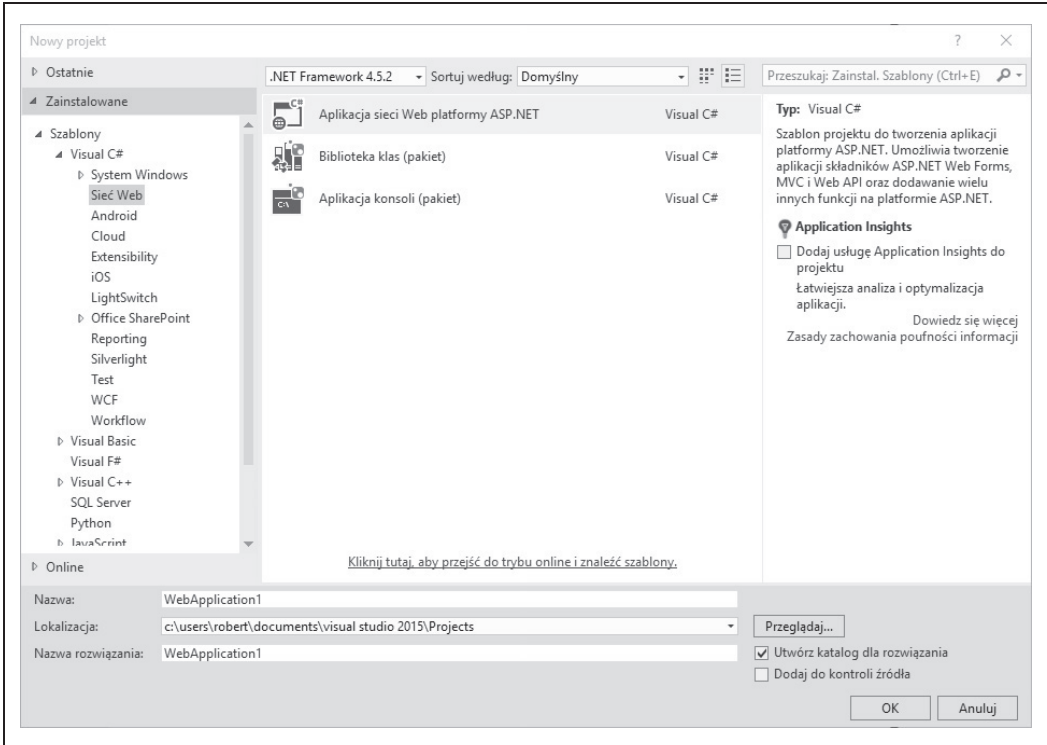 Nowy projekt
? ×
Ostatnie
.NET Framework 4.5.2 Sortuj według: Domyślny
Przeszukaj: Zainstal. Szablony (Ctrl+E)
Zainstalowane
Szablony
Visual C#
System Windows
Sieć Web
Android
Cloud
Extensibility
iOS
LightSwitch
Office SharePoint
Reporting
Silverlight
Test
WCF
Workflow
Visual Basic
Visual F#
Visual C++
SQL Server
Python
JavaScript
Online
C#
Aplikacja sieci Web platformy ASP.NET Visual C#
Biblioteka klas (pakiet) Visual C#
C:\
Aplikacja konsoli (pakiet) Visual C#
Kliknij tutaj, aby przejść do trybu online i znaleźć szablony.
Typ: Visual C#
Szablon projektu do tworzenia aplikacji
platformy ASP.NET. Umożliwia tworzenie
aplikacji składników ASP.NET Web Forms,
MVC i Web API oraz dodawanie wielu
innych funkcji na platformie ASP.NET.
Application Insights
Dodaj usługę Application Insights do
projektu
Łatwiejsza analiza i optymalizacja
aplikacji.
Dowiedz się więcej
Zasady zachowania poufności informacji
Nazwa: WebApplication1
Lokalizacja: c:\users\robert\documents\visual studio 2015\Projects
Przeglądaj...
Nazwa rozwiązania: WebApplication1
Utwórz katalog dla rozwiązania
Dodaj do kontroli źródła
OK Anuluj